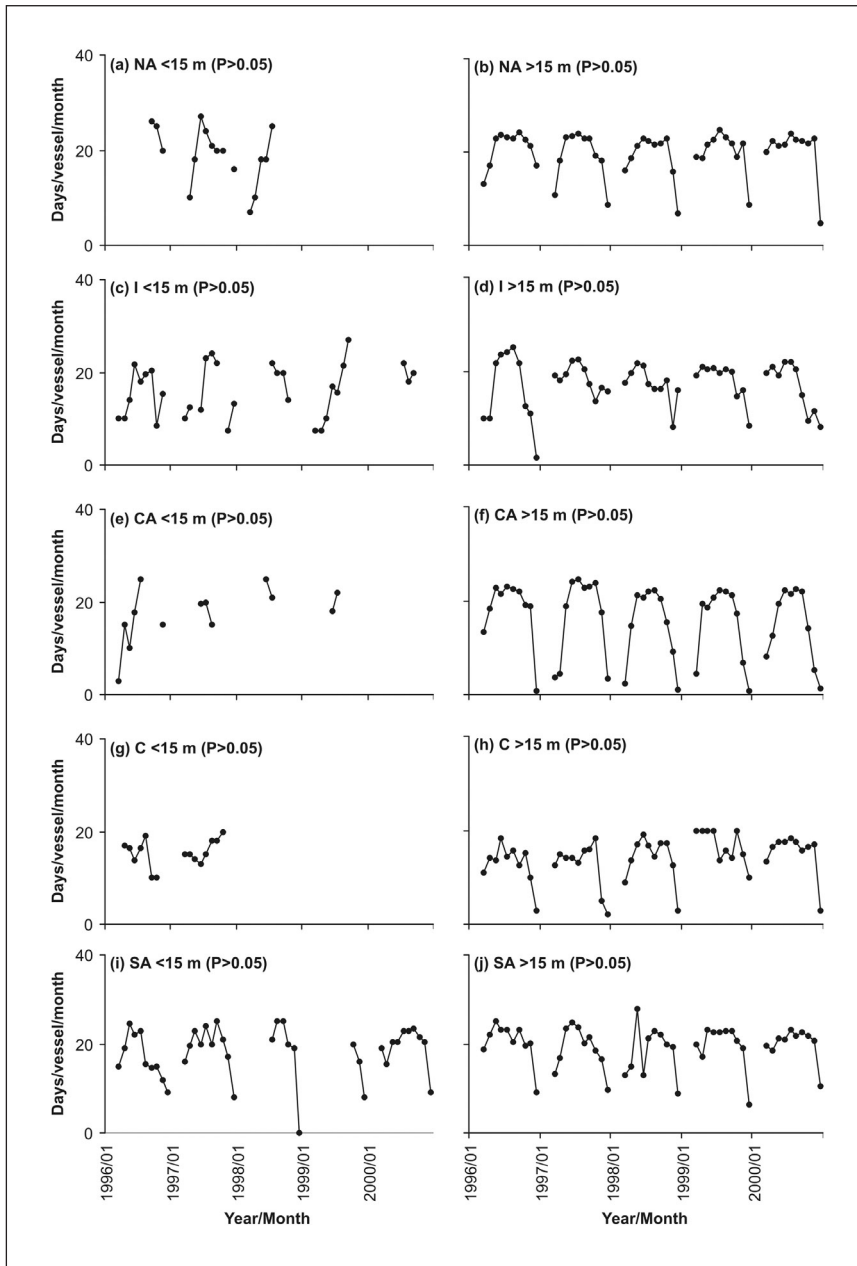 (a) NA <15 m (P>0.05)
(b) NA >15 m (P>0.05)
Days/vessel/month
40
20
0
(c) I <15 m (P>0.05)
(d) I >15 m (P>0.05)
Days/vessel/month
40
20
0
(e) CA <15 m (P>0.05)
(f) CA >15 m (P>0.05)
Days/vessel/month
40
20
0
(g) C <15 m (P>0.05)
(h) C >15 m (P>0.05)
Days/vessel/month
40
20
0
(i) SA <15 m (P>0.05)
(j) SA >15 m (P>0.05)
Days/vessel/month
40
20
0
1996/01
1997/01
1998/01
1999/01
2000/01
1996/01
1997/01
1998/01
1999/01
2000/01
Year/Month
Year/Month